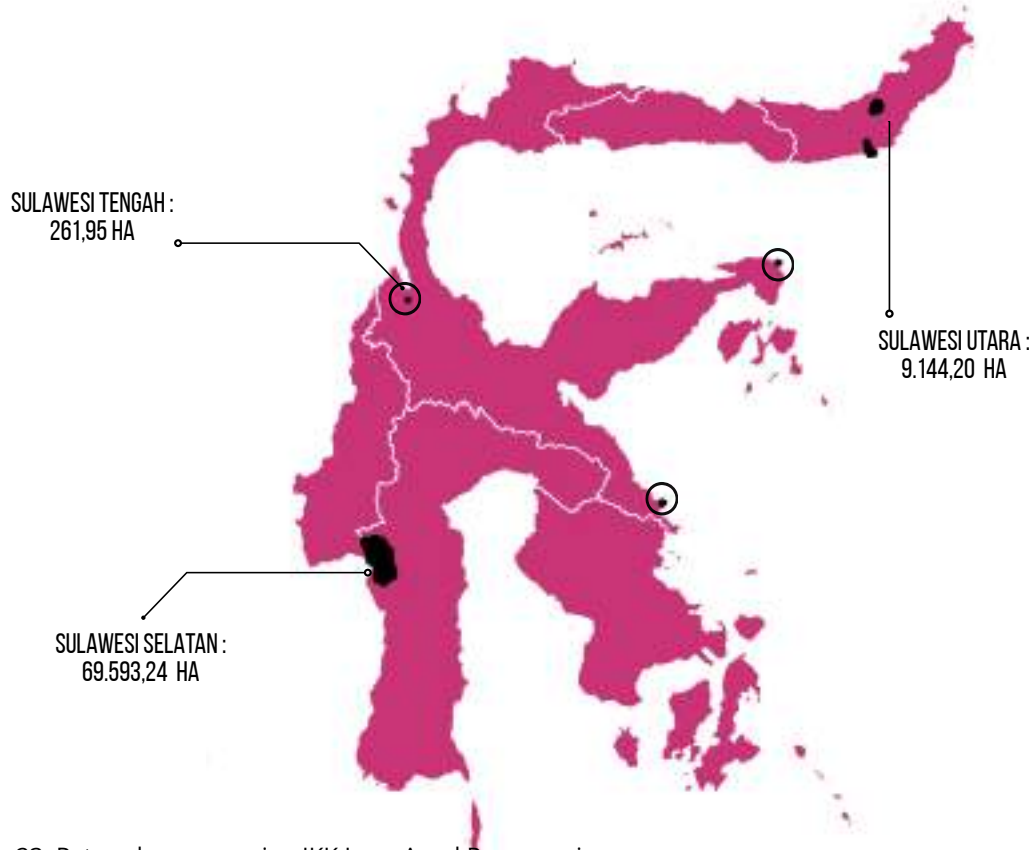 SULAWESI TENGAH :
261,95 HA
SULAWESI UTARA :
9.144,20 HA
SULAWESI SELATAN :
69.593,24 HA